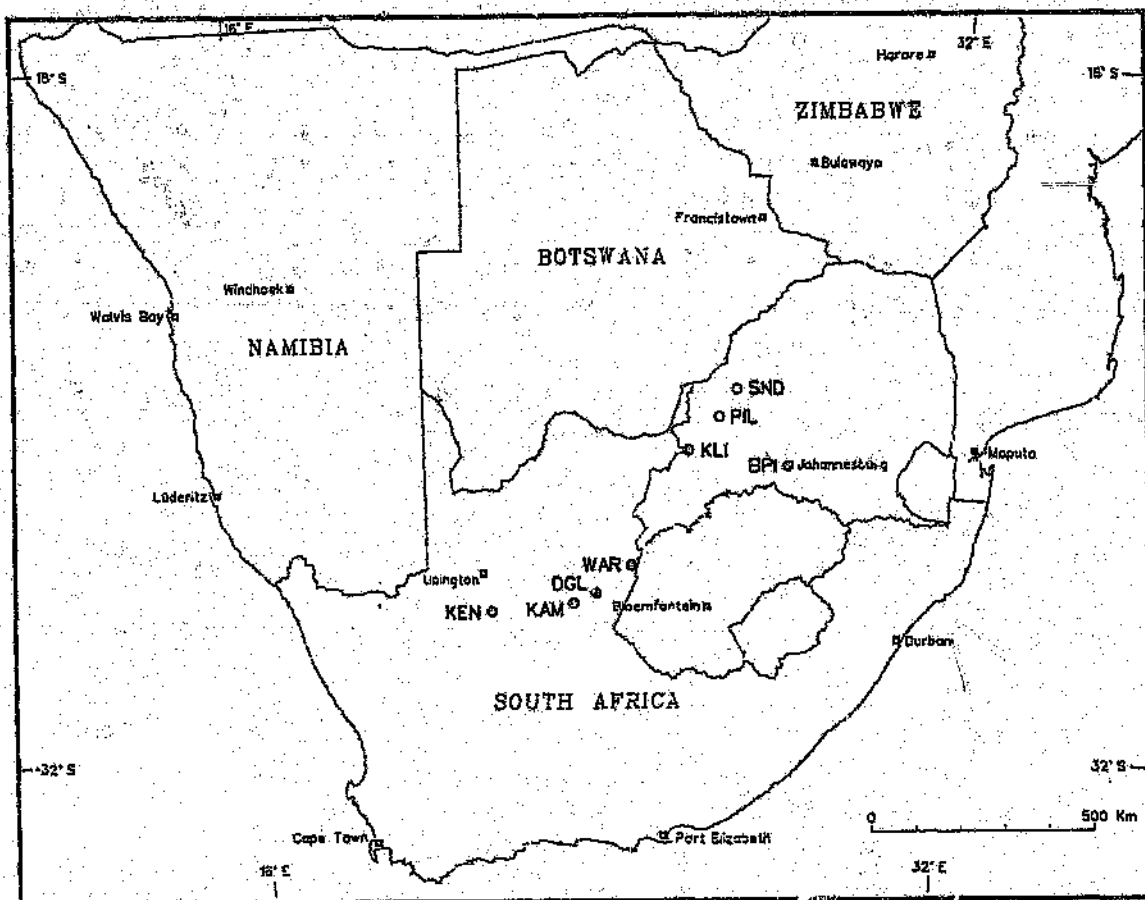 16° E
32° E
Harare
16° S
16° S
ZIMBABWE
Bulawayo
Francistown
BOTSWANA
Windhoek
Walvis Bay
NAMIBIA
SND
PIL
KLI
BPI
Johannesburg
Maputo
Lüderitz
WAR
Upington
DGL
KEN
KAM
Bloemfontein
Durban
SOUTH AFRICA
32° S
32° S
0
500 Km
Cape Town
Port Elizabeth
16° E
32° E